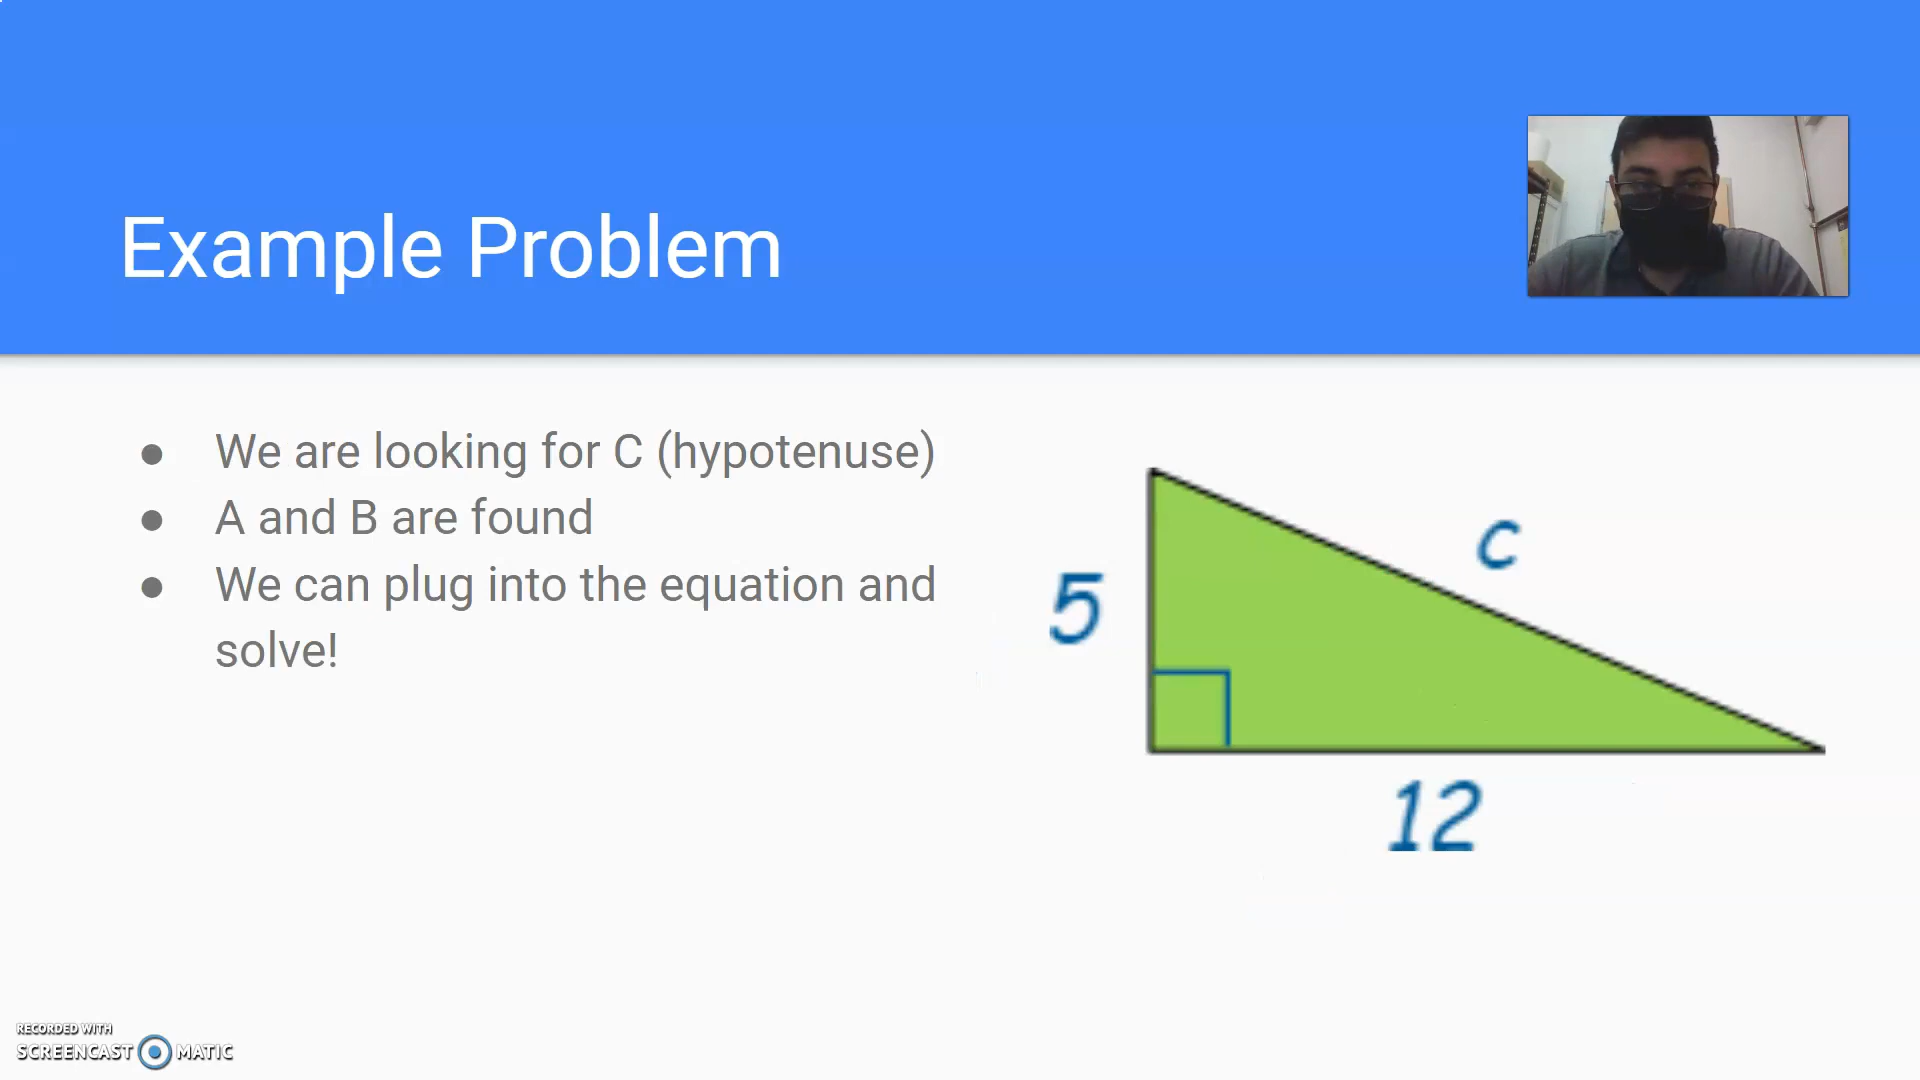 Example Problem
● We are looking for C (hypotenuse)
● A and B are found
● We can plug into the equation and
solve!
c
5
12
RECORDED WITH
SCREENCAST MATIC